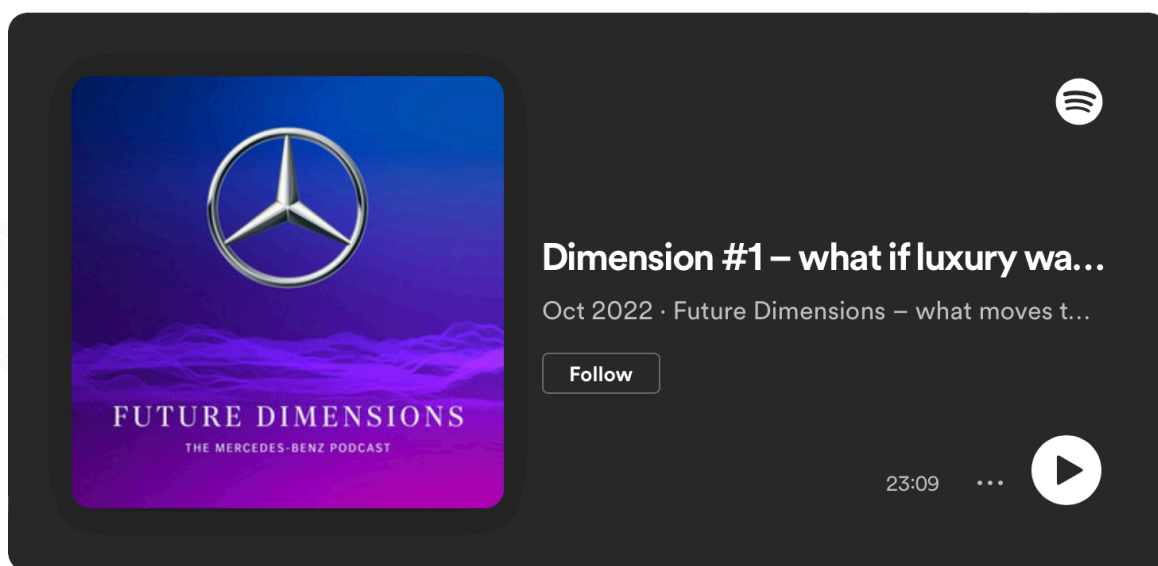 FUTURE DIMENSIONS
THE MERCEDES-BENZ PODCAST
Dimension #1 – what if luxury wa...
Oct 2022 · Future Dimensions – what moves t...
Follow
23:09